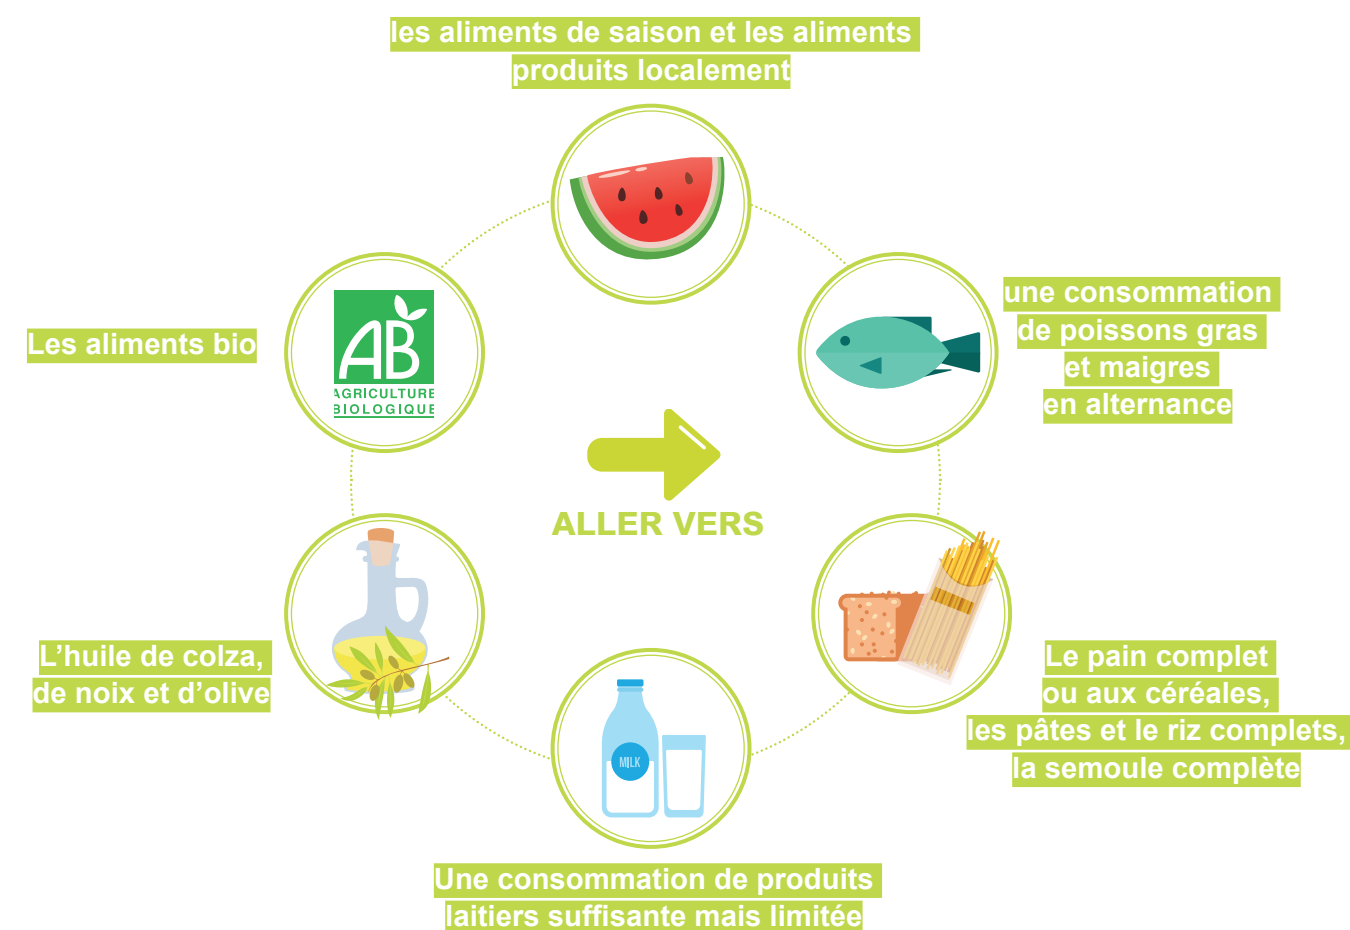 les aliments de saison et les aliments
produits localement
une consommation
de poissons gras
et maigres
en alternance
Les aliments bio
AB
AGRICULTURE
BIOLOGIQUE
ALLER VERS
L’huile de colza,
de noix et d’olive
MILK
Le pain complet
ou aux céréales,
les pâtes et le riz complets,
la semoule complète
Une consommation de produits
laitiers suffisante mais limitée